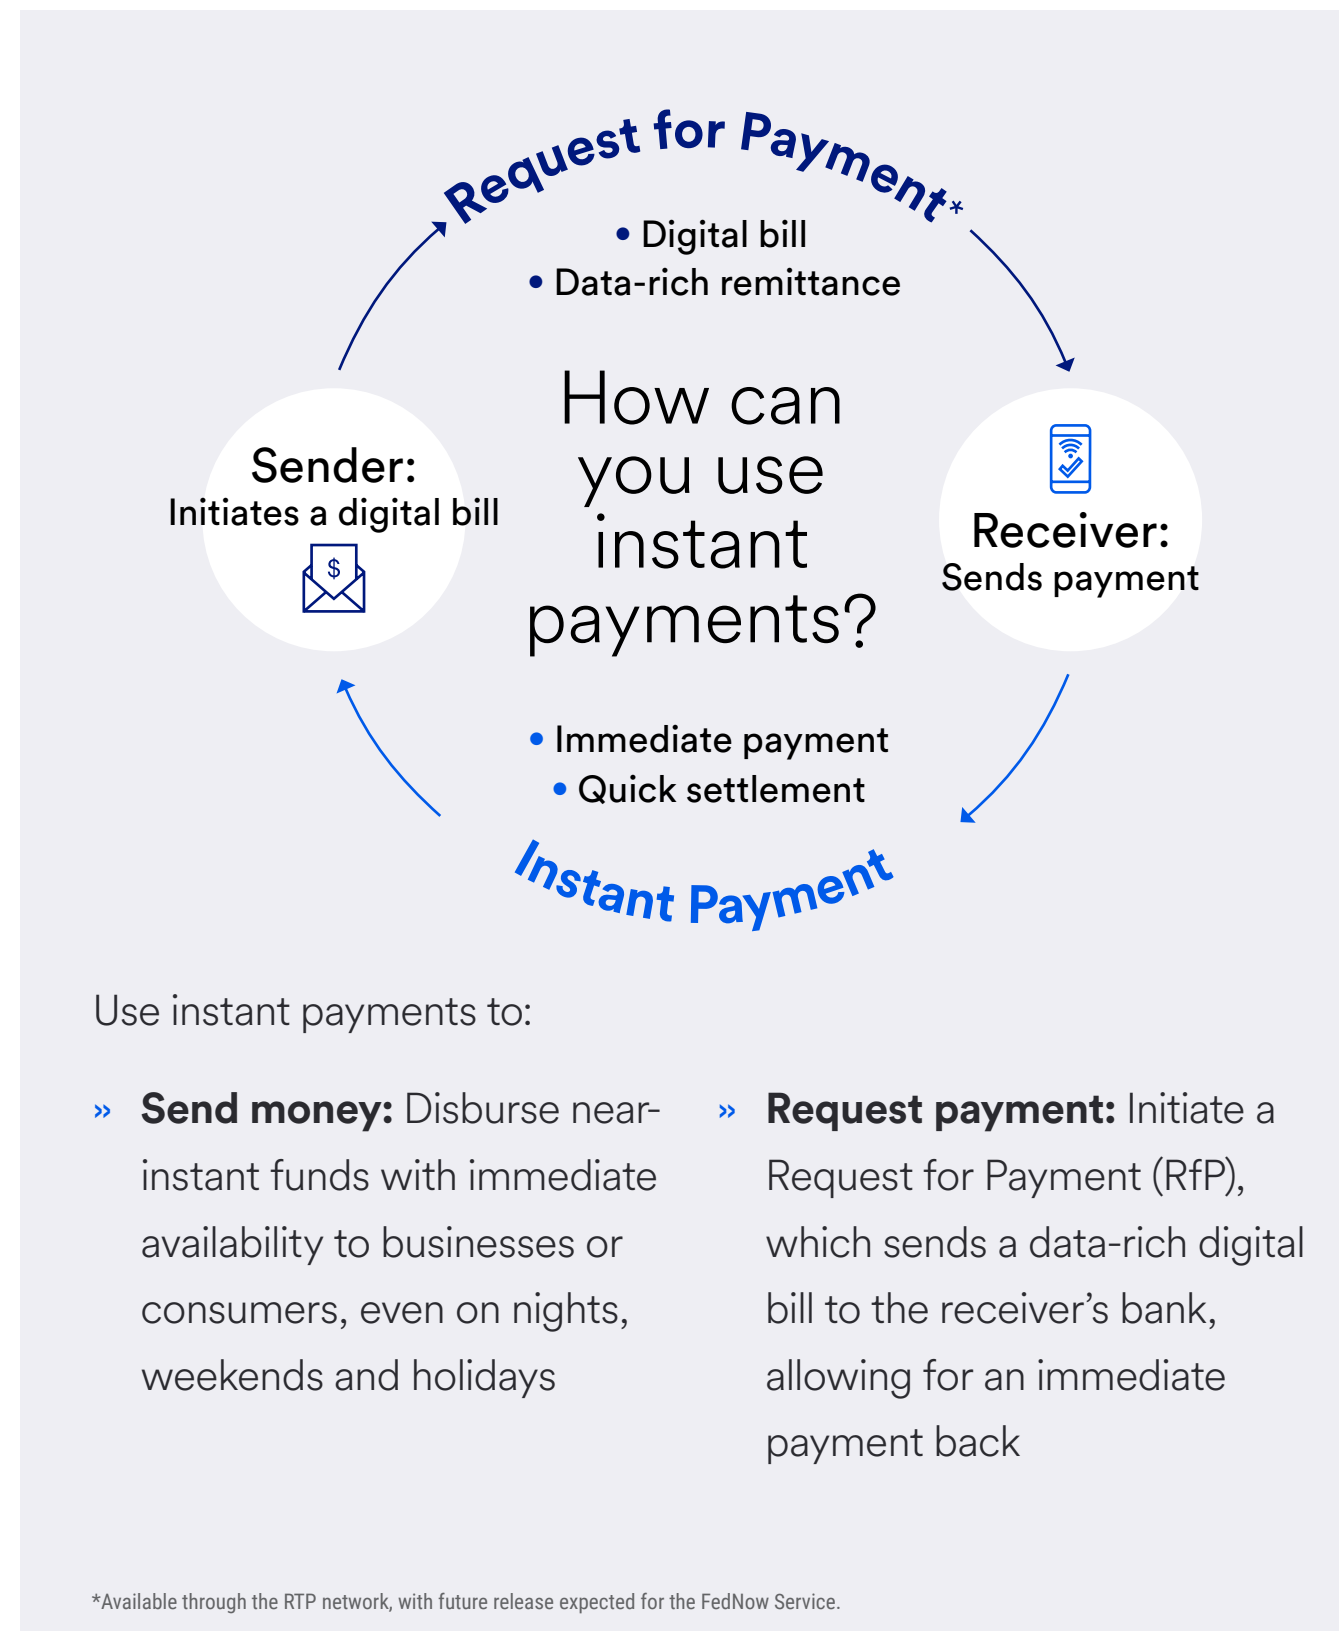 Request for Payment*
• Digital bill
• Data-rich remittance
How can
you use
instant
payments?
Sender:
Initiates a digital bill
$
Receiver:
Sends payment
• Immediate payment
• Quick settlement
Instant Payment
Use instant payments to:
» Send money: Disburse near-
instant funds with immediate
availability to businesses or
consumers, even on nights,
weekends and holidays
» Request payment: Initiate a
Request for Payment (RfP),
which sends a data-rich digital
bill to the receiver’s bank,
allowing for an immediate
payment back
*Available through the RTP network, with future release expected for the FedNow Service.